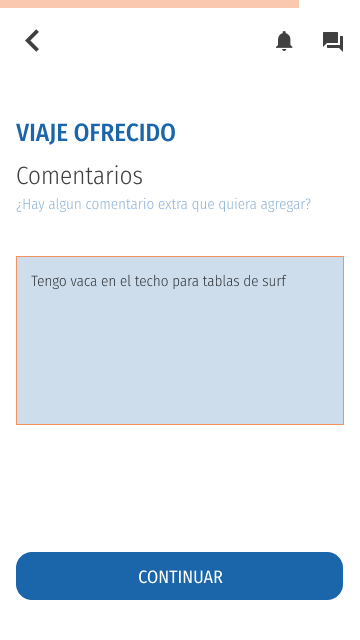 VIAJE OFRECIDO
Comentarios
¿Hay algun comentario extra que quiera agregar?
Tengo vaca en el techo para tablas de surf
CONTINUAR